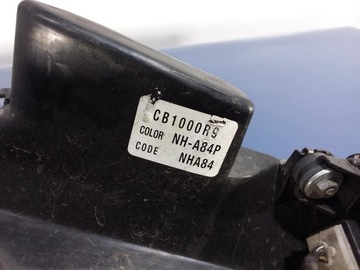 CB1000R9
COLOR NH-A84P
CODE NHA84